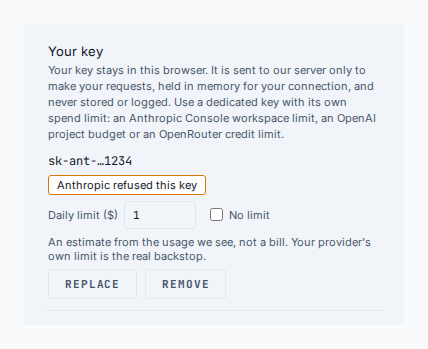 Your key
Your key stays in this browser. It is sent to our server only to
make your requests, held in memory for your connection, and
never stored or logged. Use a dedicated key with its own
spend limit: an Anthropic Console workspace limit, an OpenAI
project budget or an OpenRouter credit limit.
sk-ant-…1234
Anthropic refused this key
Daily limit ($) 1 No limit
An estimate from the usage we see, not a bill. Your provider's
own limit is the real backstop.
REPLACE REMOVE